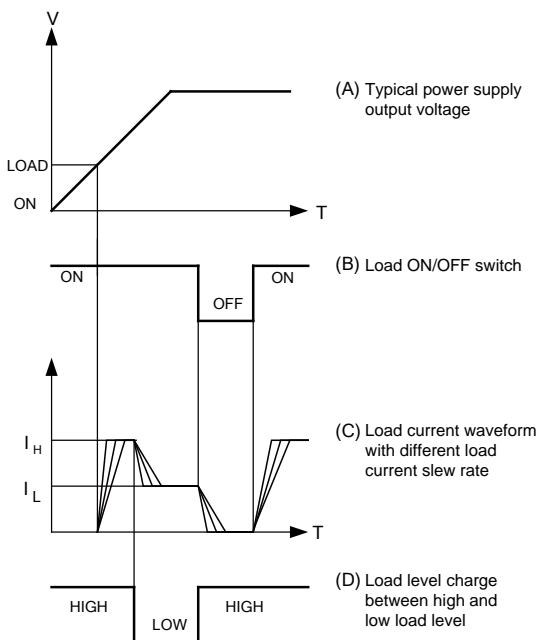 V
(A) Typical power supply
output voltage
LOAD
ON
T
(B) Load ON/OFF switch
ON
ON
OFF
I H
(C) Load current waveform
with different load
current slew rate
I L
T
(D) Load level charge
between high and
low load level
HIGH
HIGH
LOW